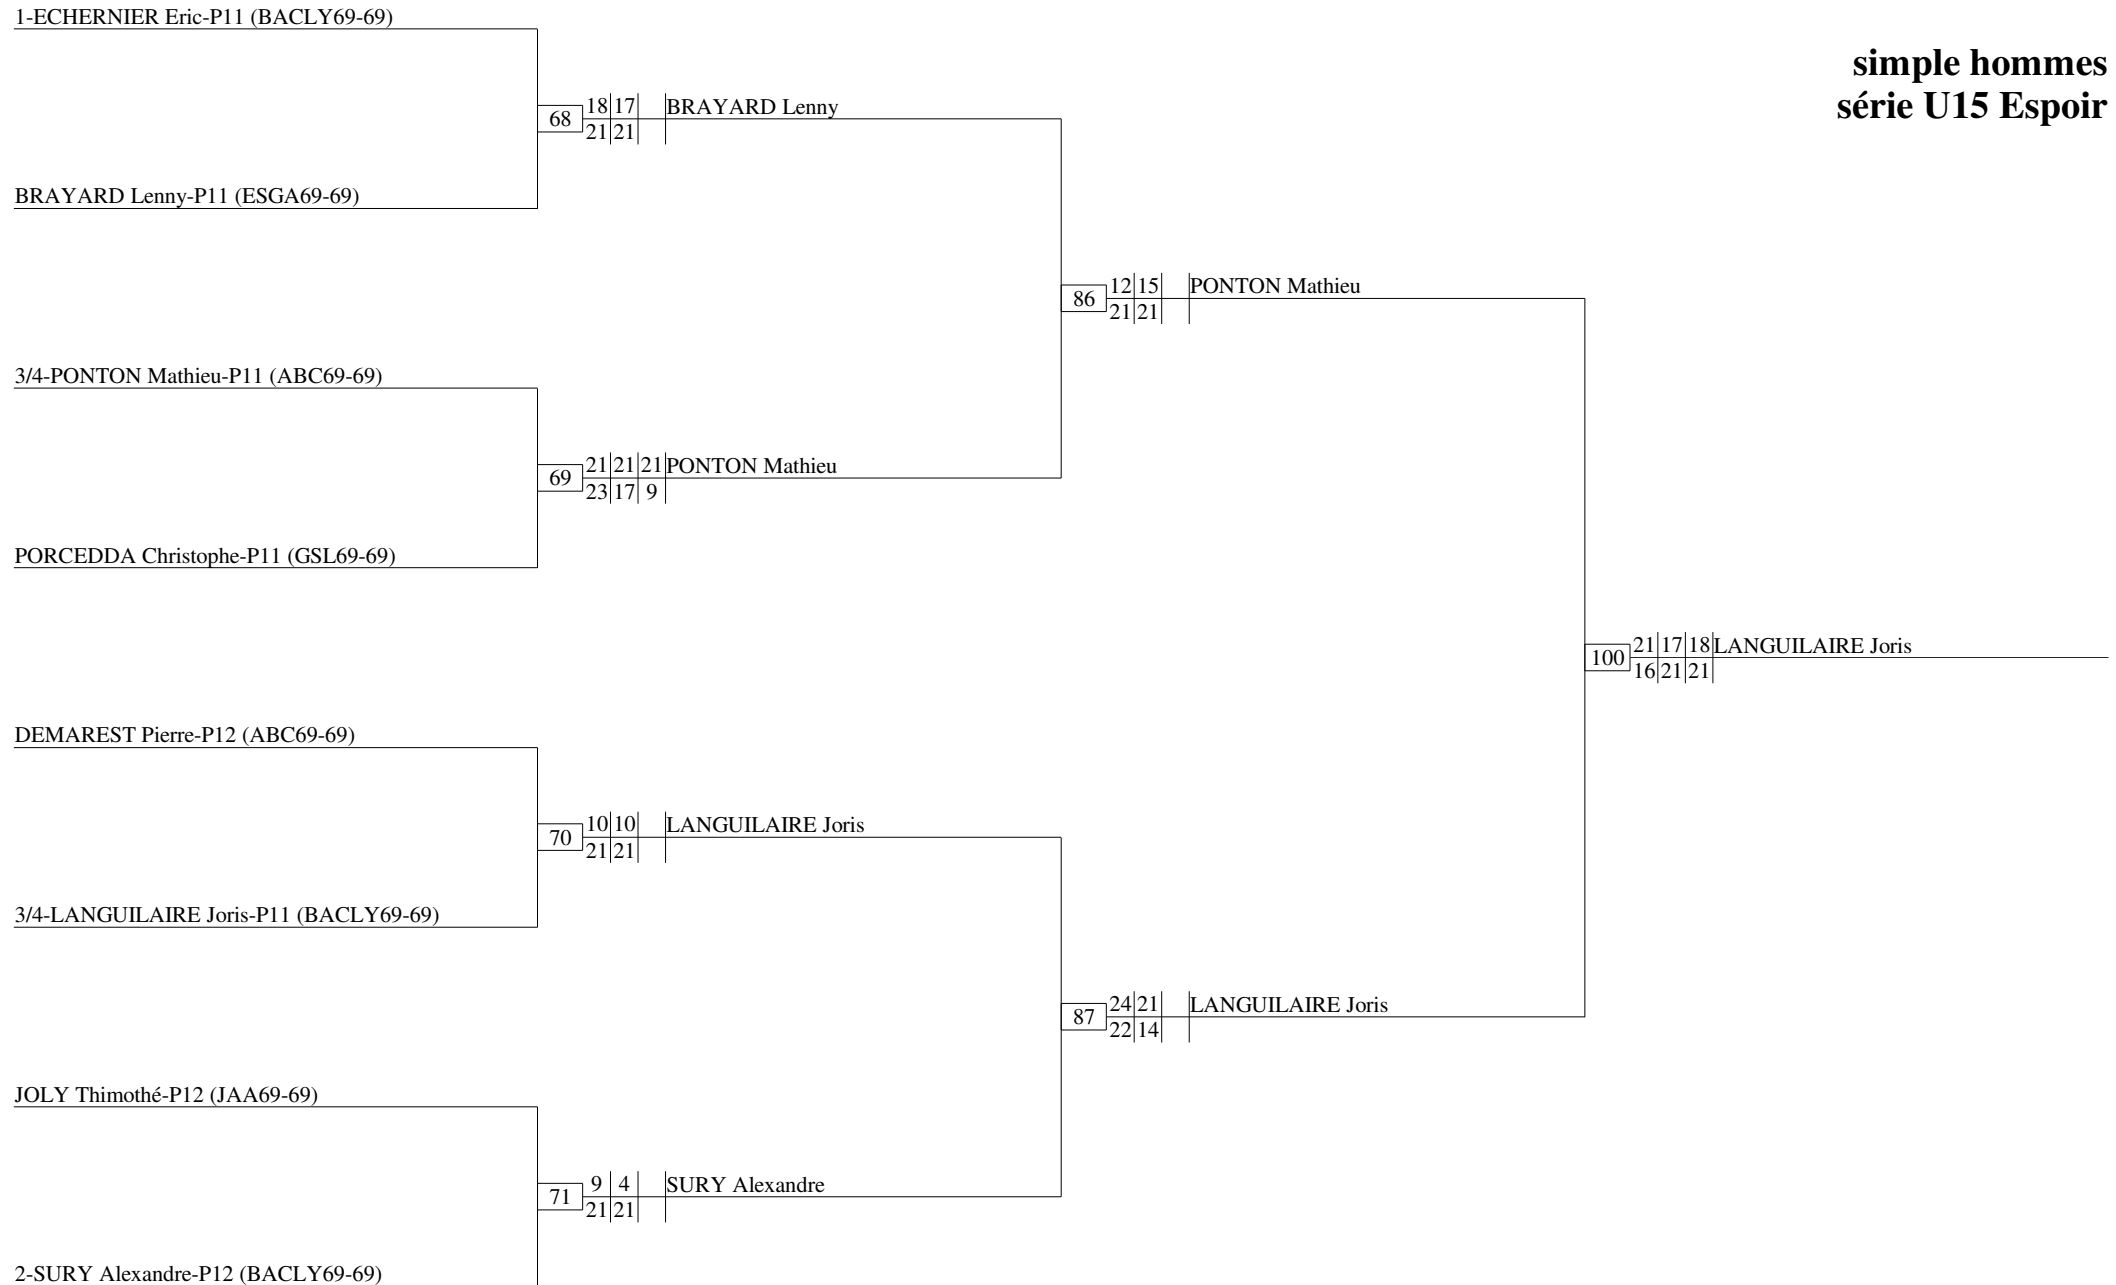 1-ECHERNIER Eric-P11 (BACLY69-69)
simple hommes
série U15 Espoir
68
18 17
21 21
BRAYARD Lenny
BRAYARD Lenny-P11 (ESGA69-69)
86
12 15
21 21
PONTON Mathieu
3/4-PONTON Mathieu-P11 (ABC69-69)
69
21 21 21
23 17 9
PONTON Mathieu
PORCEDDA Christophe-P11 (GSL69-69)
100
21 17 18
16 21 21
LANGUILAIRE Joris
DEMAREST Pierre-P12 (ABC69-69)
70
10 10
21 21
LANGUILAIRE Joris
3/4-LANGUILAIRE Joris-P11 (BACLY69-69)
87
24 21
22 14
LANGUILAIRE Joris
JOLY Thimothé-P12 (JAA69-69)
71
9 4
21 21
SURY Alexandre
2-SURY Alexandre-P12 (BACLY69-69)